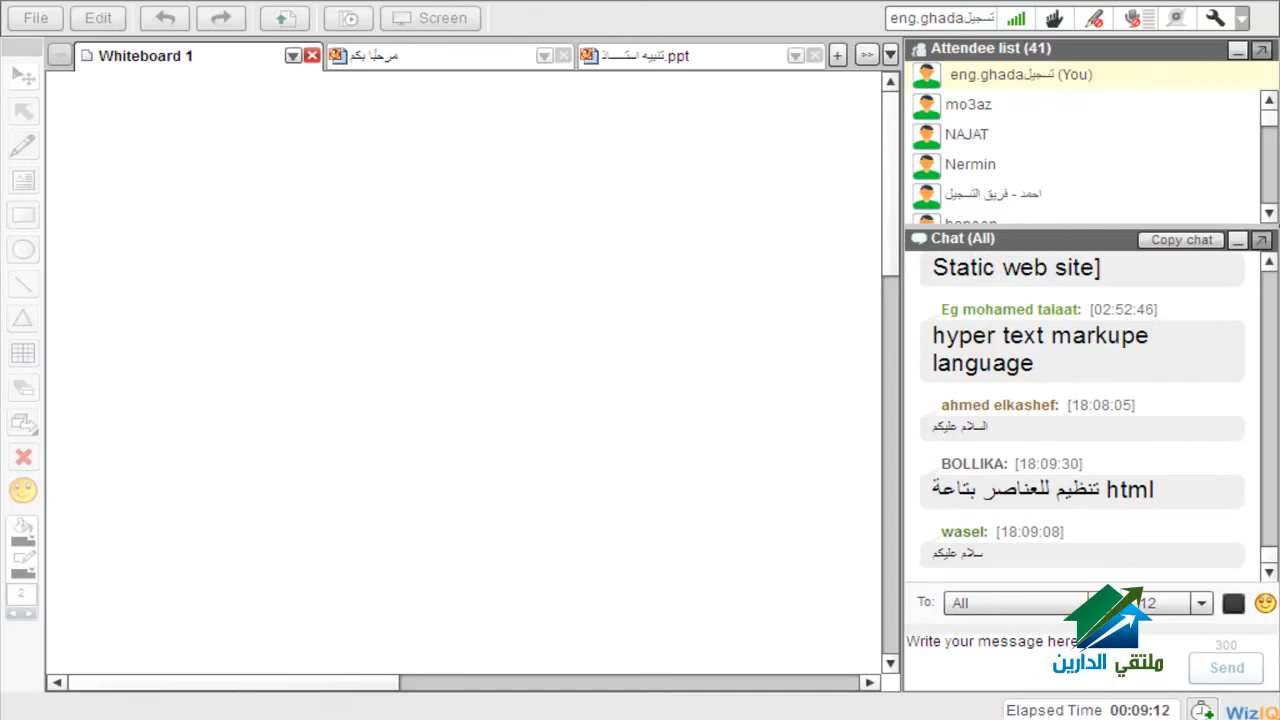 File
Edit
Screen
eng.ghadaتسجيل
Whiteboard 1
مرحبًا بكم
تنبيه استـــاذ.ppt
Attendee list (41)
eng.ghadaتسجيل (You)
mo3az
NAJAT
Nermin
احمد - فريق التسجيل
Chat (All)
Copy chat
Static web site]
Eg mohamed talaat: [02:52:46]
hyper text markupe
language
ahmed elkashef: [18:08:05]
السلام عليكم
BOLLIKA: [18:09:30]
تنظيم للعناصر بتاعة html
wasel: [18:09:08]
سلام عليكم
To:
All
12
Write your message here
300
Send
ملتقي الدارين
2
Elapsed Time 00:09:12
WizIQ